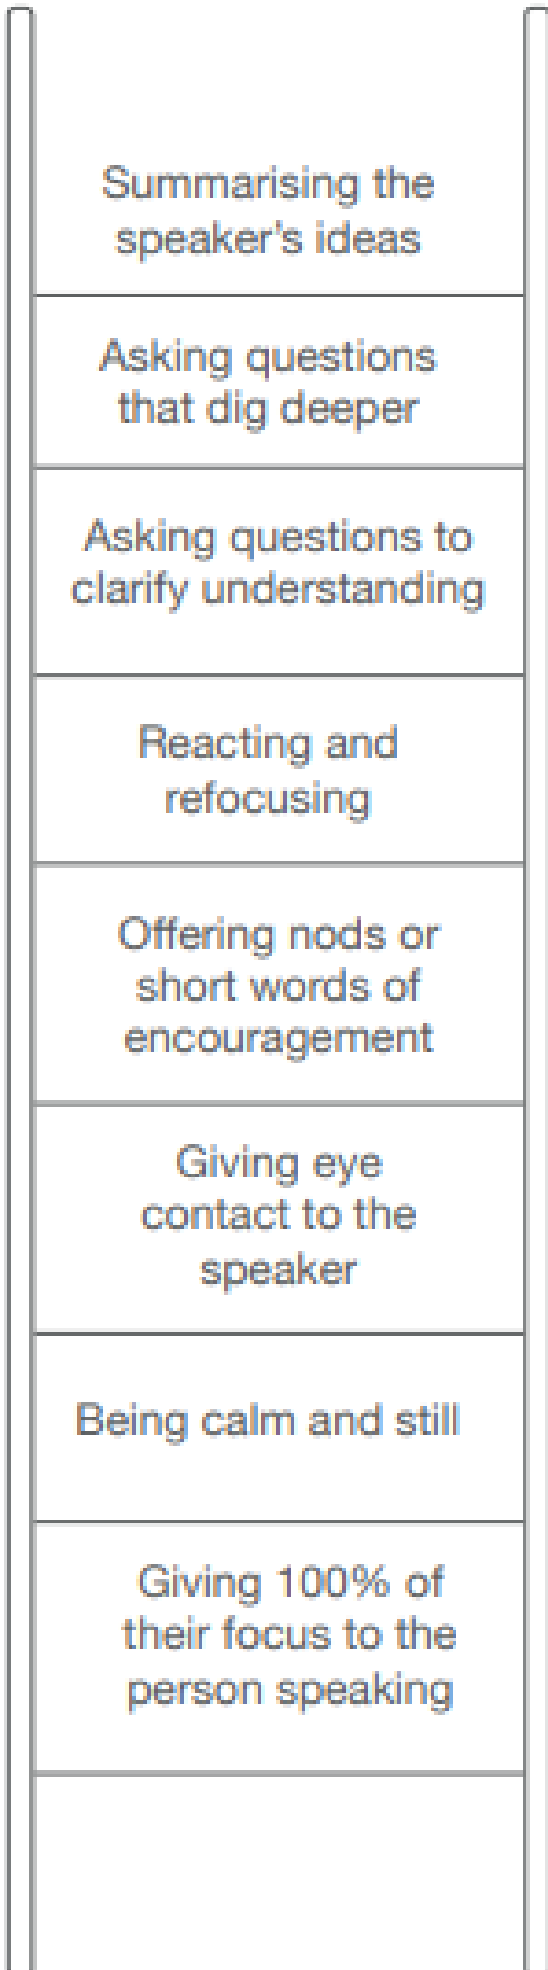 Summarising the
speaker's ideas
Asking questions
that dig deeper
Asking questions to
clarify understanding
Reacting and
refocusing
Offering nods or
short words of
encouragement
Giving eye
contact to the
speaker
Being calm and still
Giving 100% of
their focus to the
person speaking